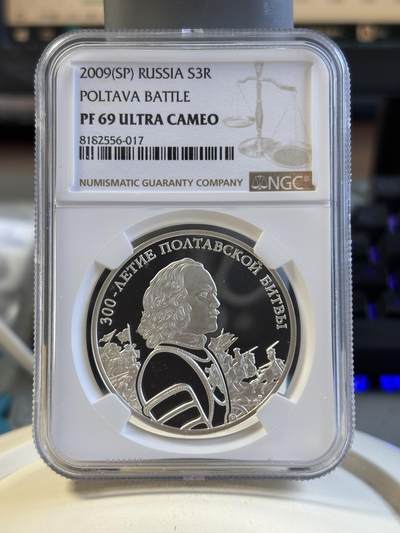 2009(SP) RUSSIA S3R
POLTAVA BATTLE
PF 69 ULTRA CAMEO
8182556-017
NUMISMATIC GUARANTY COMPANY
NGC
300-ЛЕТИЕ ПОЛТАВСКОЙ БИТВЫ